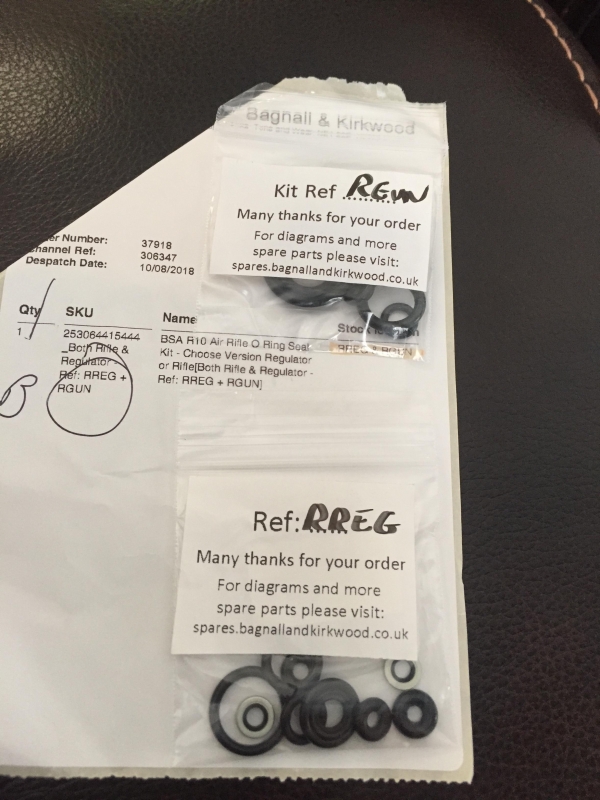 Bagnall & Kirkwood
Kit Ref RGUN
Many thanks for your order
For diagrams and more
spare parts please visit:
spares.bagnallandkirkwood.co.uk
Number: 37918
Channel Ref: 306347
Despatch Date: 10/08/2018
Qty SKU Name
1 253064415444
_Both Rifle &
Regulator -
Ref: RREG +
RGUN
BSA R10 Air Rifle O Ring Seal
Kit - Choose Version Regulator
or Rifle[Both Rifle & Regulator -
Ref: RREG + RGUN]
RREG & RGUN
B
Ref: RREG
Many thanks for your order
For diagrams and more
spare parts please visit:
spares.bagnallandkirkwood.co.uk